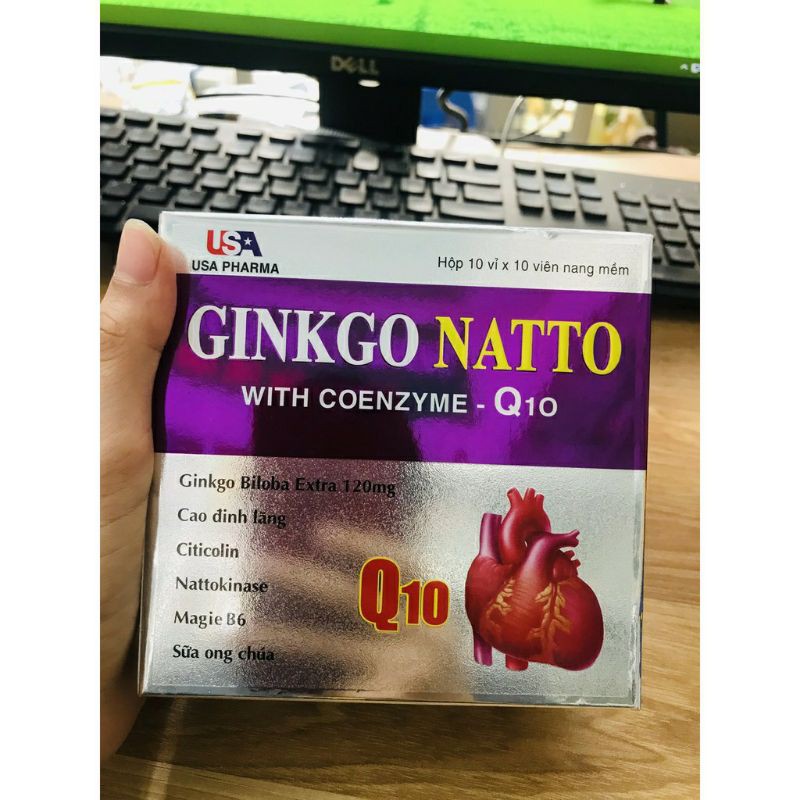 DELL
USA
USA PHARMA
Hộp 10 vỉ x 10 viên nang mềm
GINKGO NATTO
WITH COENZYME - Q10
Ginkgo Biloba Extra 120mg
Cao đinh lăng
Citicolin
Nattokinase
Magie B6
Sữa ong chúa
Q10